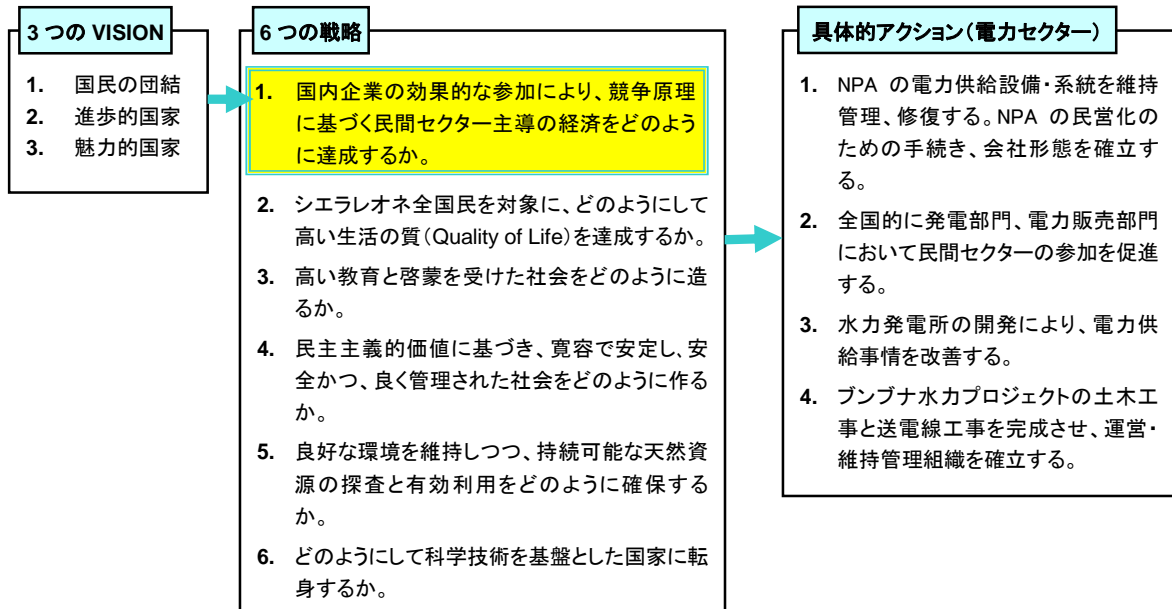 3 つの VISION
1. 国民の団結
2. 進歩的国家
3. 魅力的国家
6 つの戦略
1. 国内企業の効果的な参加により、競争原理
に基づく民間セクター主導の経済をどのよう
に達成するか。
2. シエラレオネ全国民を対象に、どのようにして
高い生活の質（Quality of Life）を達成するか。
3. 高い教育と啓蒙を受けた社会をどのように造
るか。
4. 民主主義的価値に基づき、寛容で安定し、安
全かつ、良く管理された社会をどのように作る
か。
5. 良好な環境を維持しつつ、持続可能な天然資
源の探査と有効利用をどのように確保する
か。
6. どのようにして科学技術を基盤とした国家に転
身するか。
具体的アクション（電力セクター）
1. NPA の電力供給設備・系統を維持
管理、修復する。NPA の民営化の
ための手続き、会社形態を確立す
る。
2. 全国的に発電部門、電力販売部門
において民間セクターの参加を促進
する。
3. 水力発電所の開発により、電力供
給事情を改善する。
4. ブンブナ水力プロジェクトの土木工
事と送電線工事を完成させ、運営・
維持管理組織を確立する。